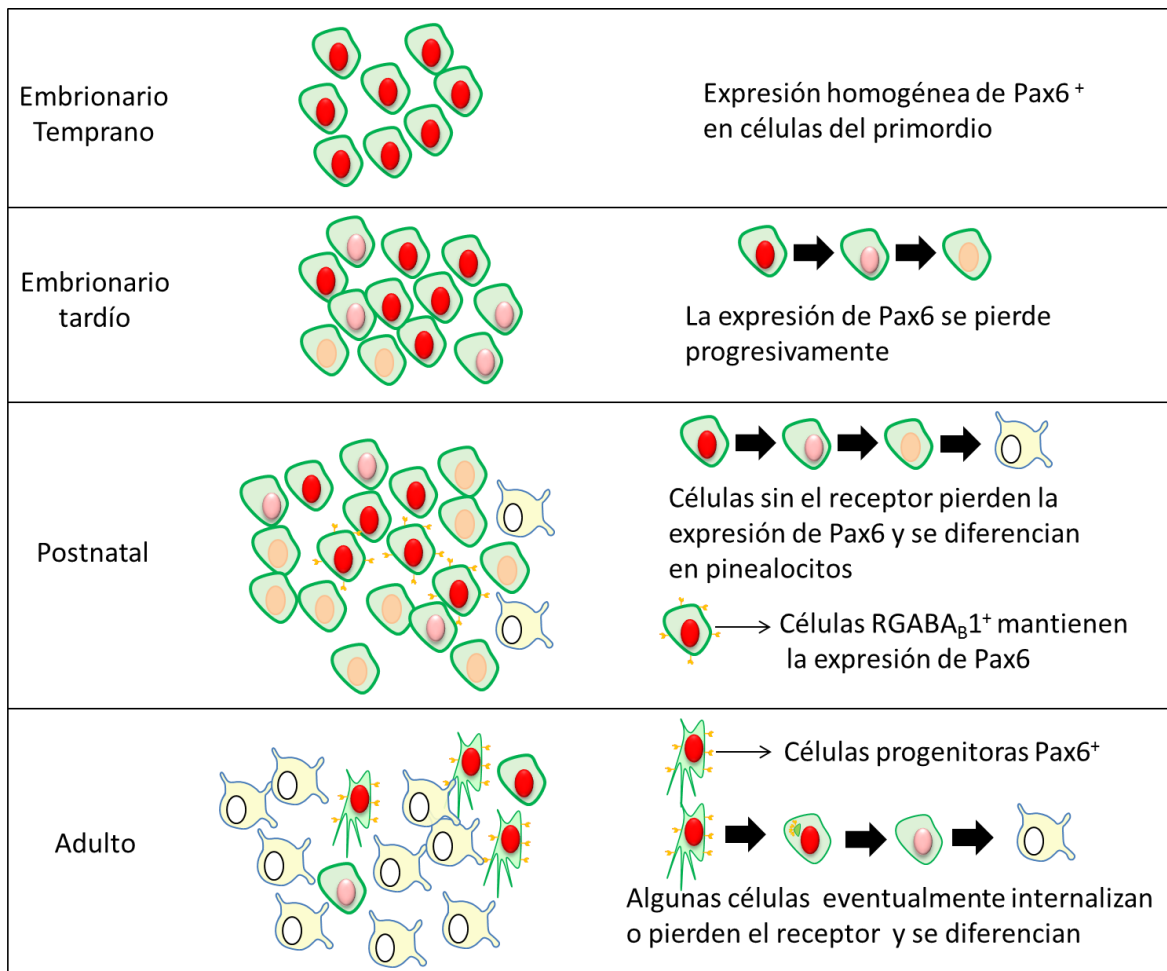 Embrionario
Temprano
Expresión homogénea de Pax6⁺
en células del primordio
Embrionario
tardío
La expresión de Pax6 se pierde
progresivamente
Postnatal
Células sin el receptor pierden la
expresión de Pax6 y se diferencian
en pinealocitos
Células RGABA_B1⁺ mantienen
la expresión de Pax6
Adulto
Células progenitoras Pax6⁺
Algunas células eventualmente internalizan
o pierden el receptor y se diferencian